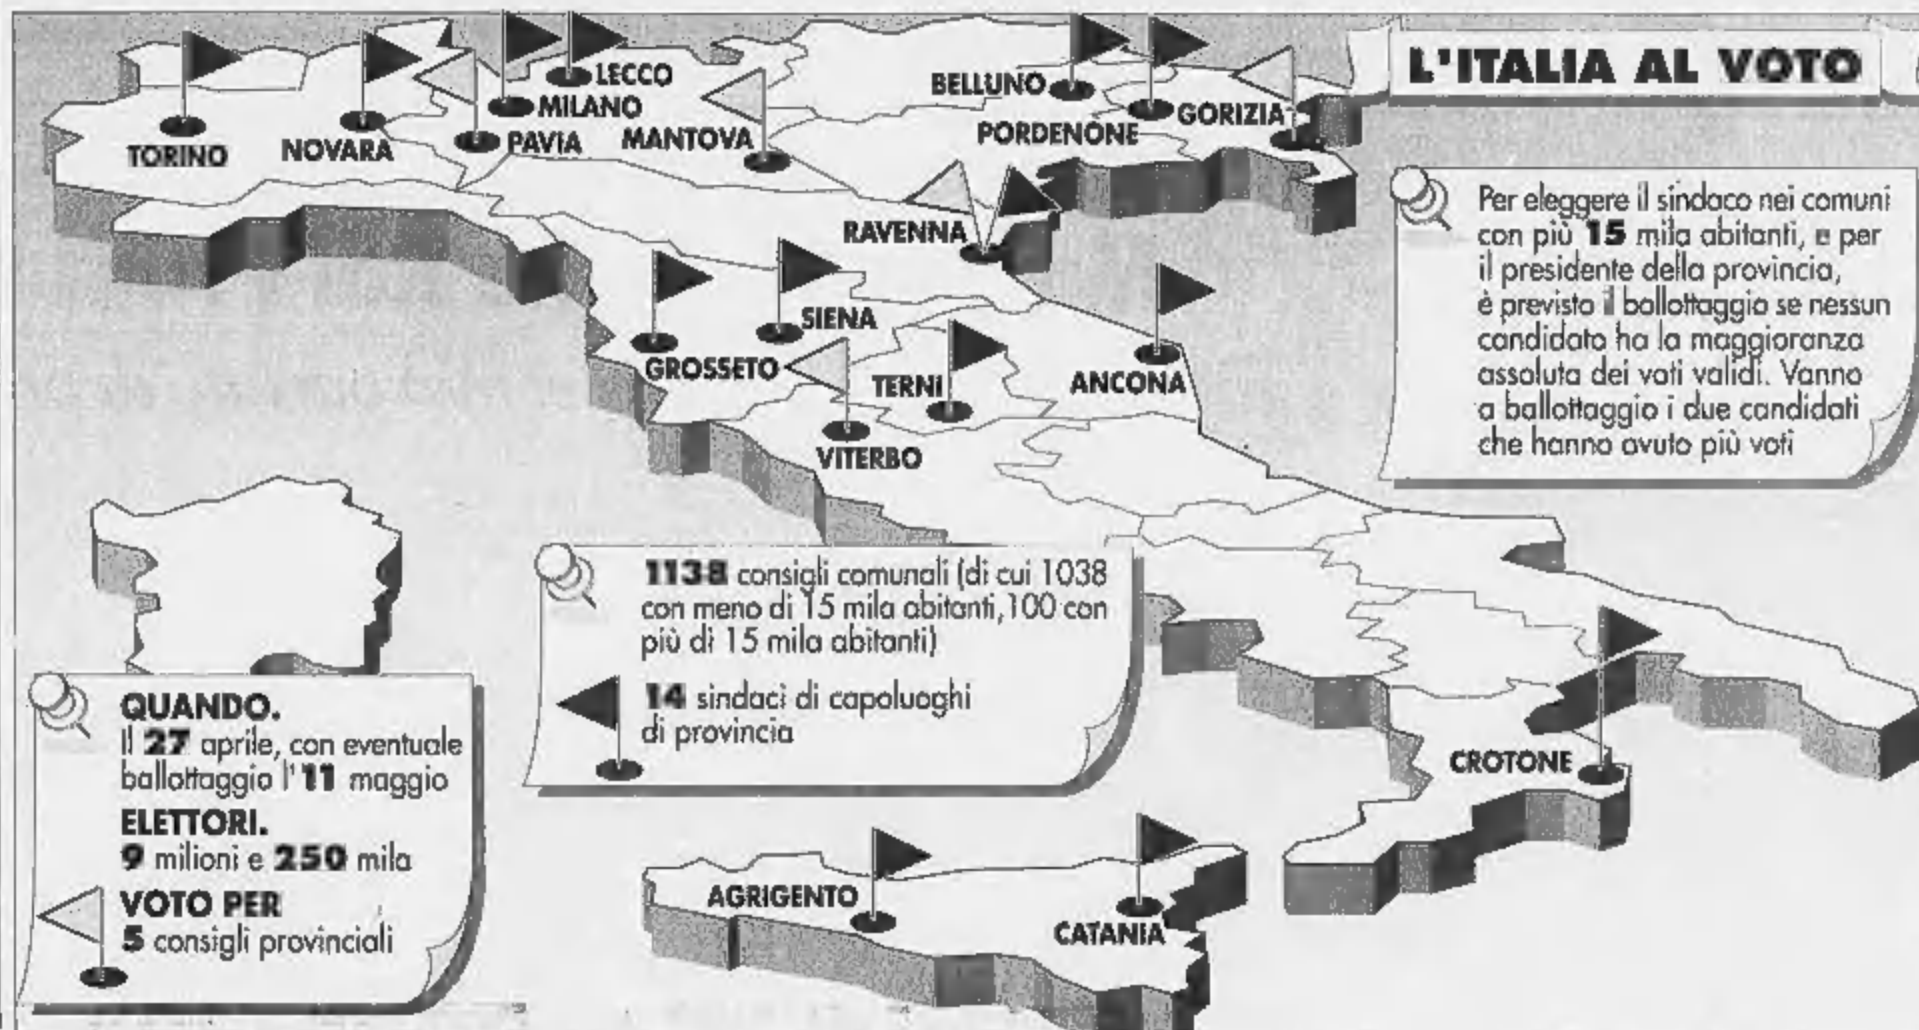 L'ITALIA AL VOTO
LECCO
MILANO
PAVIA
TORINO
NOVARA
MANTOVA
BELLUNO
PORDENONE
GORIZIA
RAVENNA
SIENA
GROSSETO
TERNI
ANCONA
VITERBO
CROTONE
AGRIGENTO
CATANIA
Per eleggere il sindaco nei comuni
con più 15 mila abitanti, e per
il presidente della provincia,
è previsto il ballottaggio se nessun
candidato ha la maggioranza
assoluta dei voti validi. Vanno
a ballottaggio i due candidati
che hanno avuto più voti
1138 consigli comunali (di cui 1038
con meno di 15 mila abitanti, 100 con
più di 15 mila abitanti)
14 sindaci di capoluoghi
di provincia
QUANDO.
Il 27 aprile, con eventuale
ballottaggio l'11 maggio
ELETTORI.
9 milioni e 250 mila
VOTO PER
5 consigli provinciali